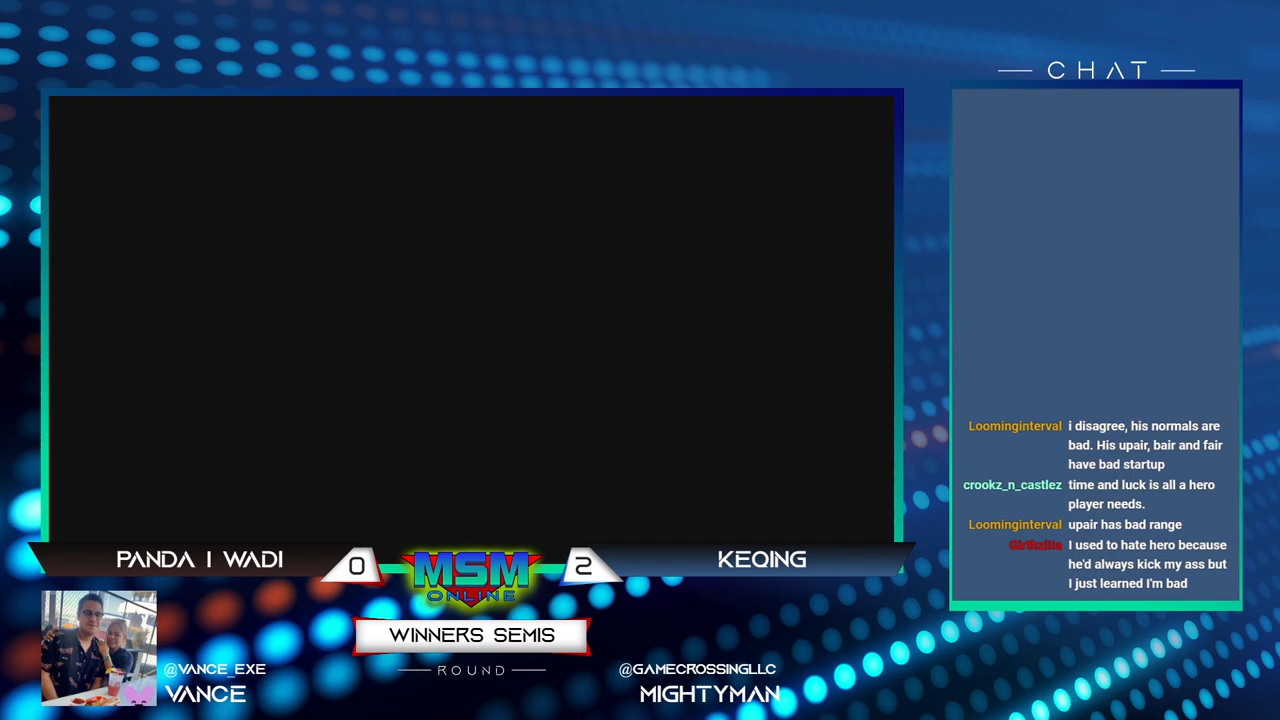 CHAT
Loominginterval i disagree, his normals are
bad. His upair, bair and fair
have bad startup
crookz_n_castlez time and luck is all a hero
player needs.
Loominginterval upair has bad range
Girthzilla I used to hate hero because
he'd always kick my ass but
I just learned I'm bad
PANDA | WADI 0 MSM 2 KEQING
ONLINE
WINNERS SEMIS
ROUND
@VANCE_EXE
VANCE
@GAMECROSSINGLLC
MIGHTYMAN